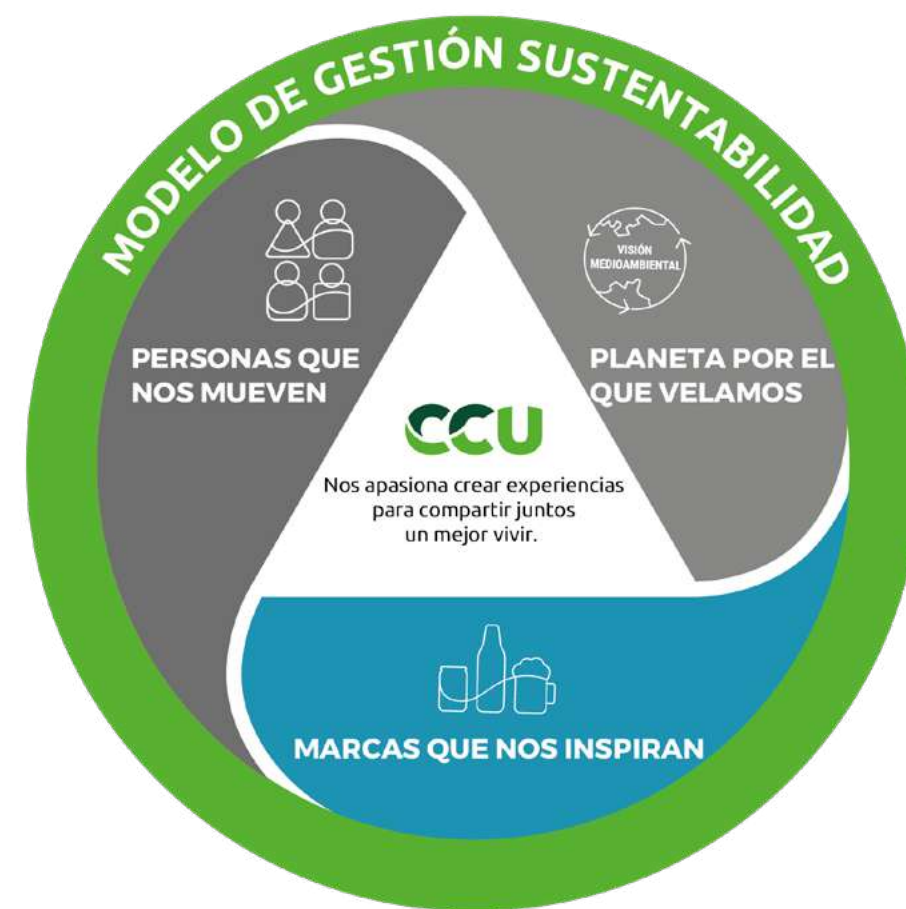 MODELO DE GESTIÓN SUSTENTABILIDAD
PERSONAS QUE
NOS MUEVEN
VISIÓN
MEDIOAMBIENTAL
PLANETA POR EL
QUE VELAMOS
CCU
Nos apasiona crear experiencias
para compartir juntos
un mejor vivir.
MARCAS QUE NOS INSPIRAN